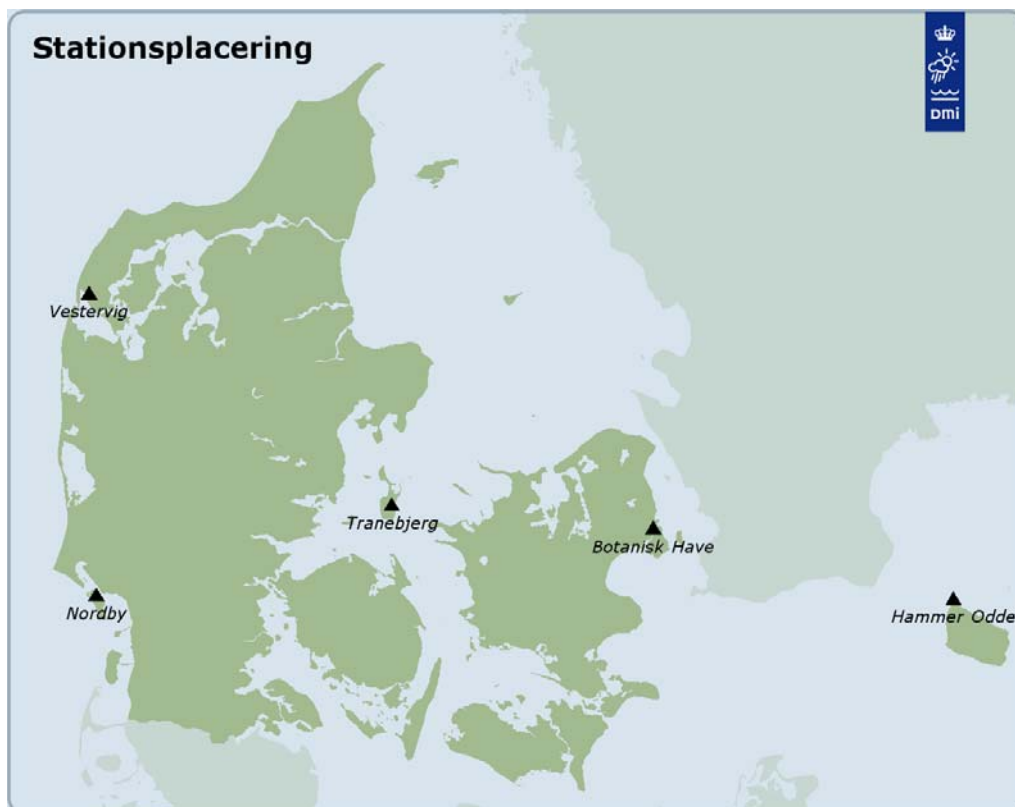 Stationsplacering
DMI
Vestervig
Tranebjerg
Botanisk Have
Nordby
Hammer Odde